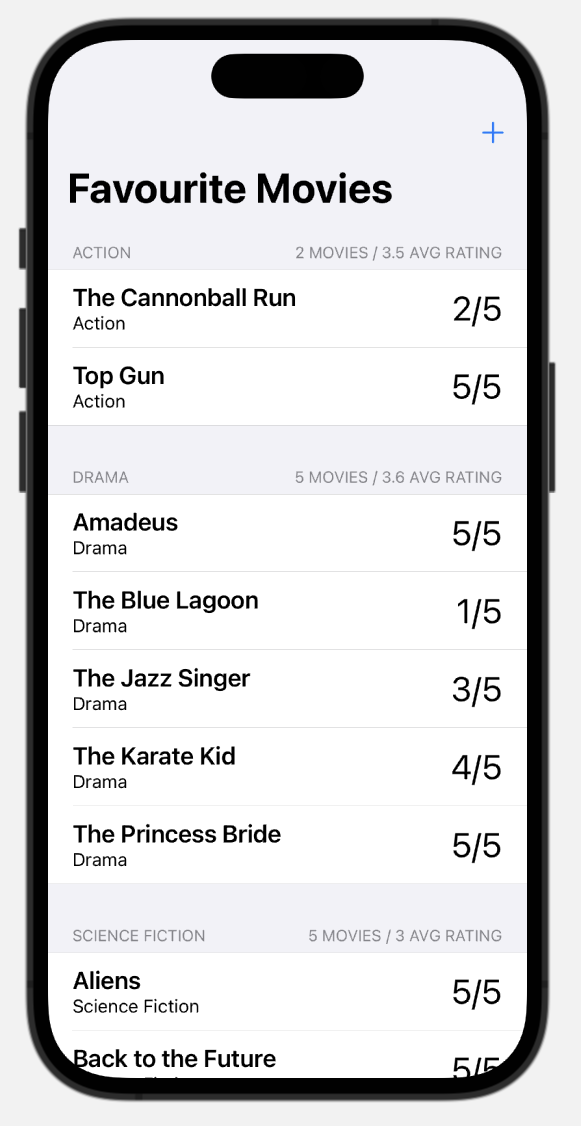 +
Favourite Movies
ACTION 2 MOVIES / 3.5 AVG RATING
The Cannonball Run
Action
2/5
Top Gun
Action
5/5
DRAMA 5 MOVIES / 3.6 AVG RATING
Amadeus
Drama
5/5
The Blue Lagoon
Drama
1/5
The Jazz Singer
Drama
3/5
The Karate Kid
Drama
4/5
The Princess Bride
Drama
5/5
SCIENCE FICTION 5 MOVIES / 3 AVG RATING
Aliens
Science Fiction
5/5
Back to the Future
5/5